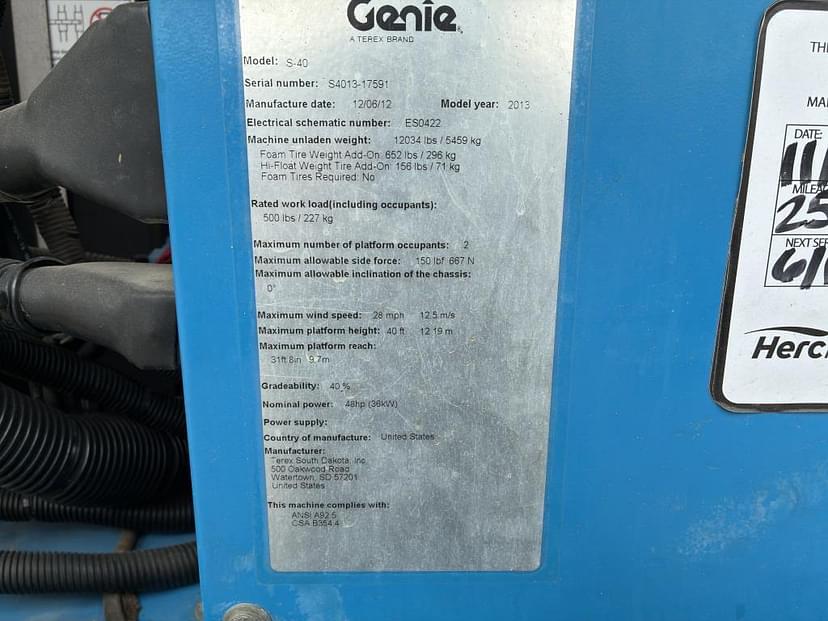 Genie
A TEREX BRAND
Model: S-40
Serial number: S4013-17591
Manufacture date: 12/06/12 Model year: 2013
Electrical schematic number: ES0422
Machine unladen weight: 12034 lbs / 5459 kg
Foam Tire Weight Add-On: 652 lbs / 296 kg
Hi-Float Weight Tire Add-On: 156 lbs / 71 kg
Foam Tires Required: No
Rated work load(including occupants):
500 lbs / 227 kg
Maximum number of platform occupants: 2
Maximum allowable side force: 150 lbf 667 N
Maximum allowable inclination of the chassis:
0°
Maximum wind speed: 28 mph 12.5 m/s
Maximum platform height: 40 ft 12.19 m
Maximum platform reach:
31ft 8in 9.7m
Gradeability: 40 %
Nominal power: 48hp (36kW)
Power supply:
Country of manufacture: United States
Manufacturer:
Terex South Dakota, Inc.
500 Oakwood Road
Watertown, SD 57201
United States
This machine complies with:
ANSI A92.5
CSA B354.4
TH
MA
DATE:
11/
MILEA
25
NEXT SER
6/
Herc